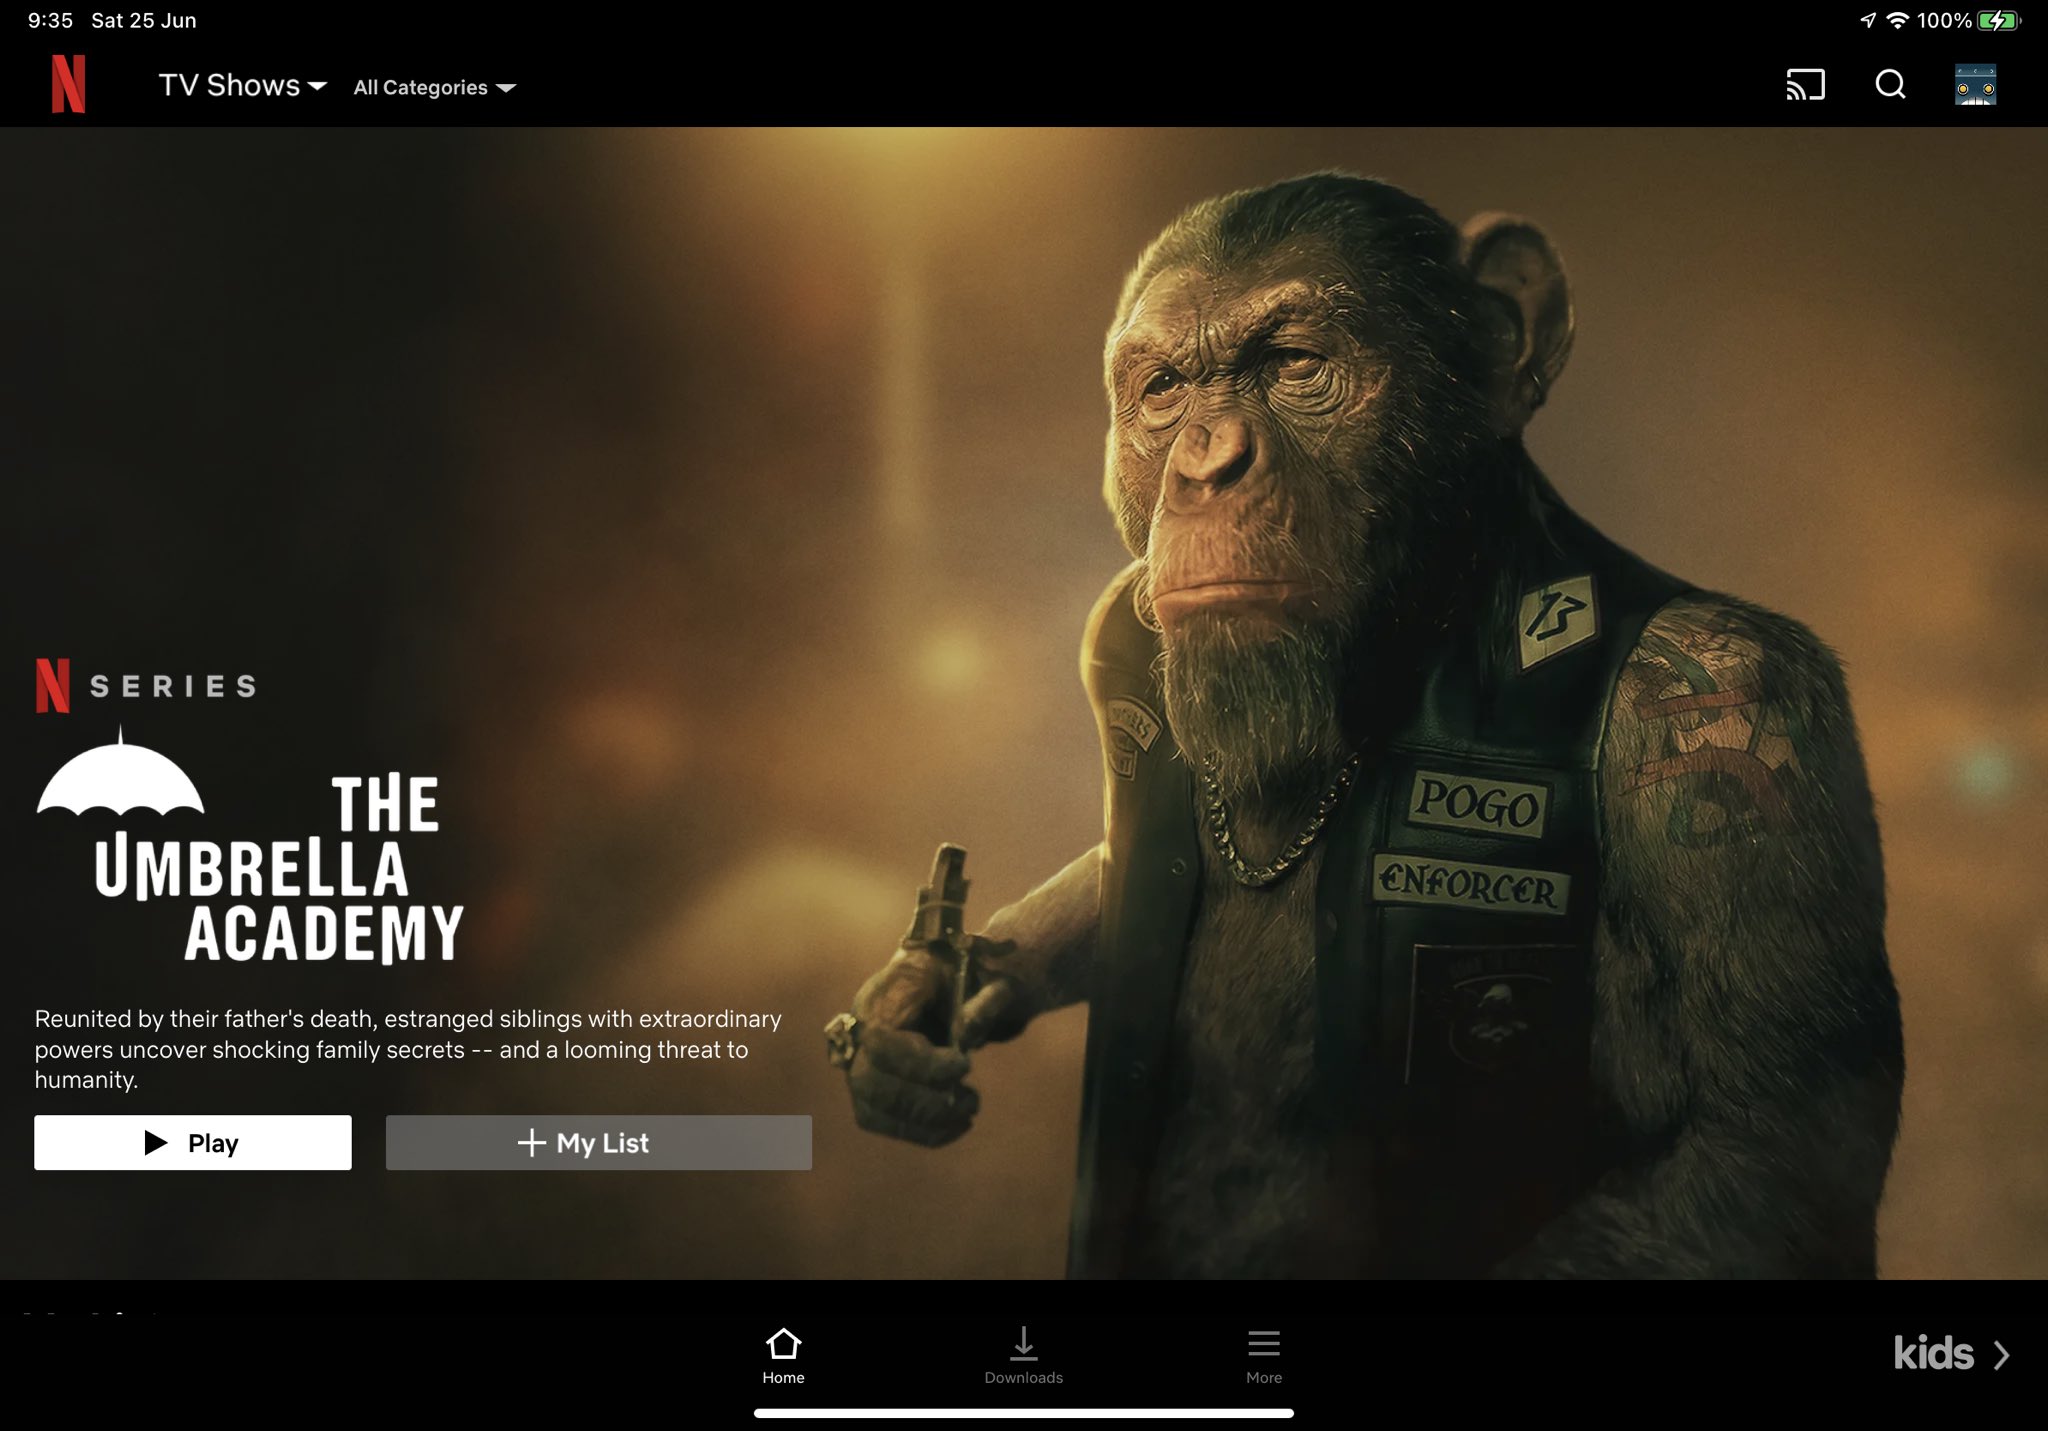 9:35 Sat 25 Jun
100%
N
TV Shows
All Categories
N SERIES
THE
UMBRELLA
ACADEMY
Reunited by their father's death, estranged siblings with extraordinary
powers uncover shocking family secrets -- and a looming threat to
humanity.
Play
+ My List
13
POGO
ENFORCER
Home
Downloads
More
kids